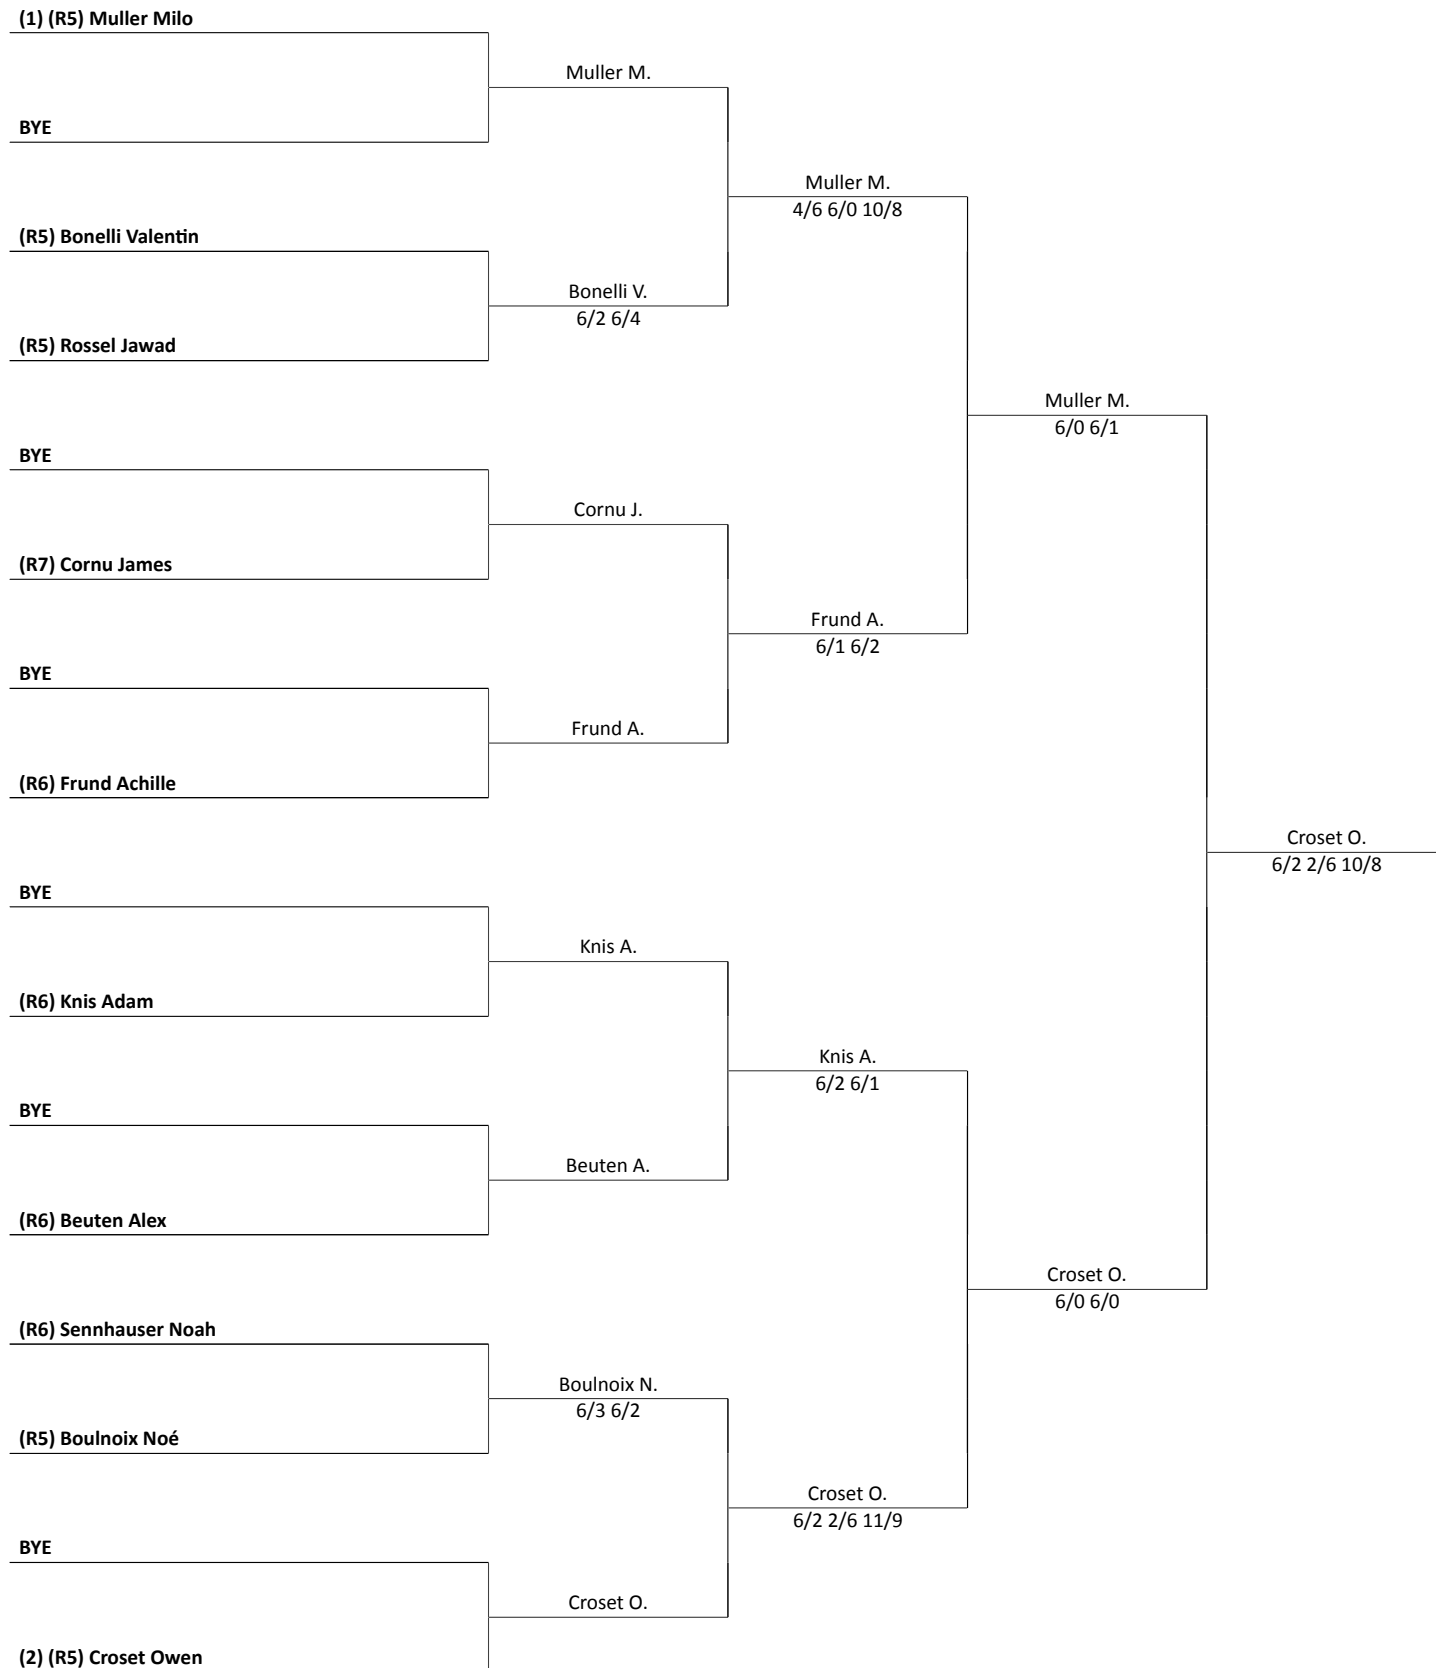 (1) (R5) Muller Milo
Muller M.
BYE
Muller M.
4/6 6/0 10/8
(R5) Bonelli Valentin
Bonelli V.
6/2 6/4
(R5) Rossel Jawad
Muller M.
6/0 6/1
BYE
Cornu J.
(R7) Cornu James
Frund A.
6/1 6/2
BYE
Frund A.
(R6) Frund Achille
Croset O.
6/2 2/6 10/8
BYE
Knis A.
(R6) Knis Adam
Knis A.
6/2 6/1
BYE
Beuten A.
(R6) Beuten Alex
Croset O.
6/0 6/0
(R6) Sennhauser Noah
Boulnoix N.
6/3 6/2
(R5) Boulnoix Noé
Croset O.
6/2 2/6 11/9
BYE
Croset O.
(2) (R5) Croset Owen